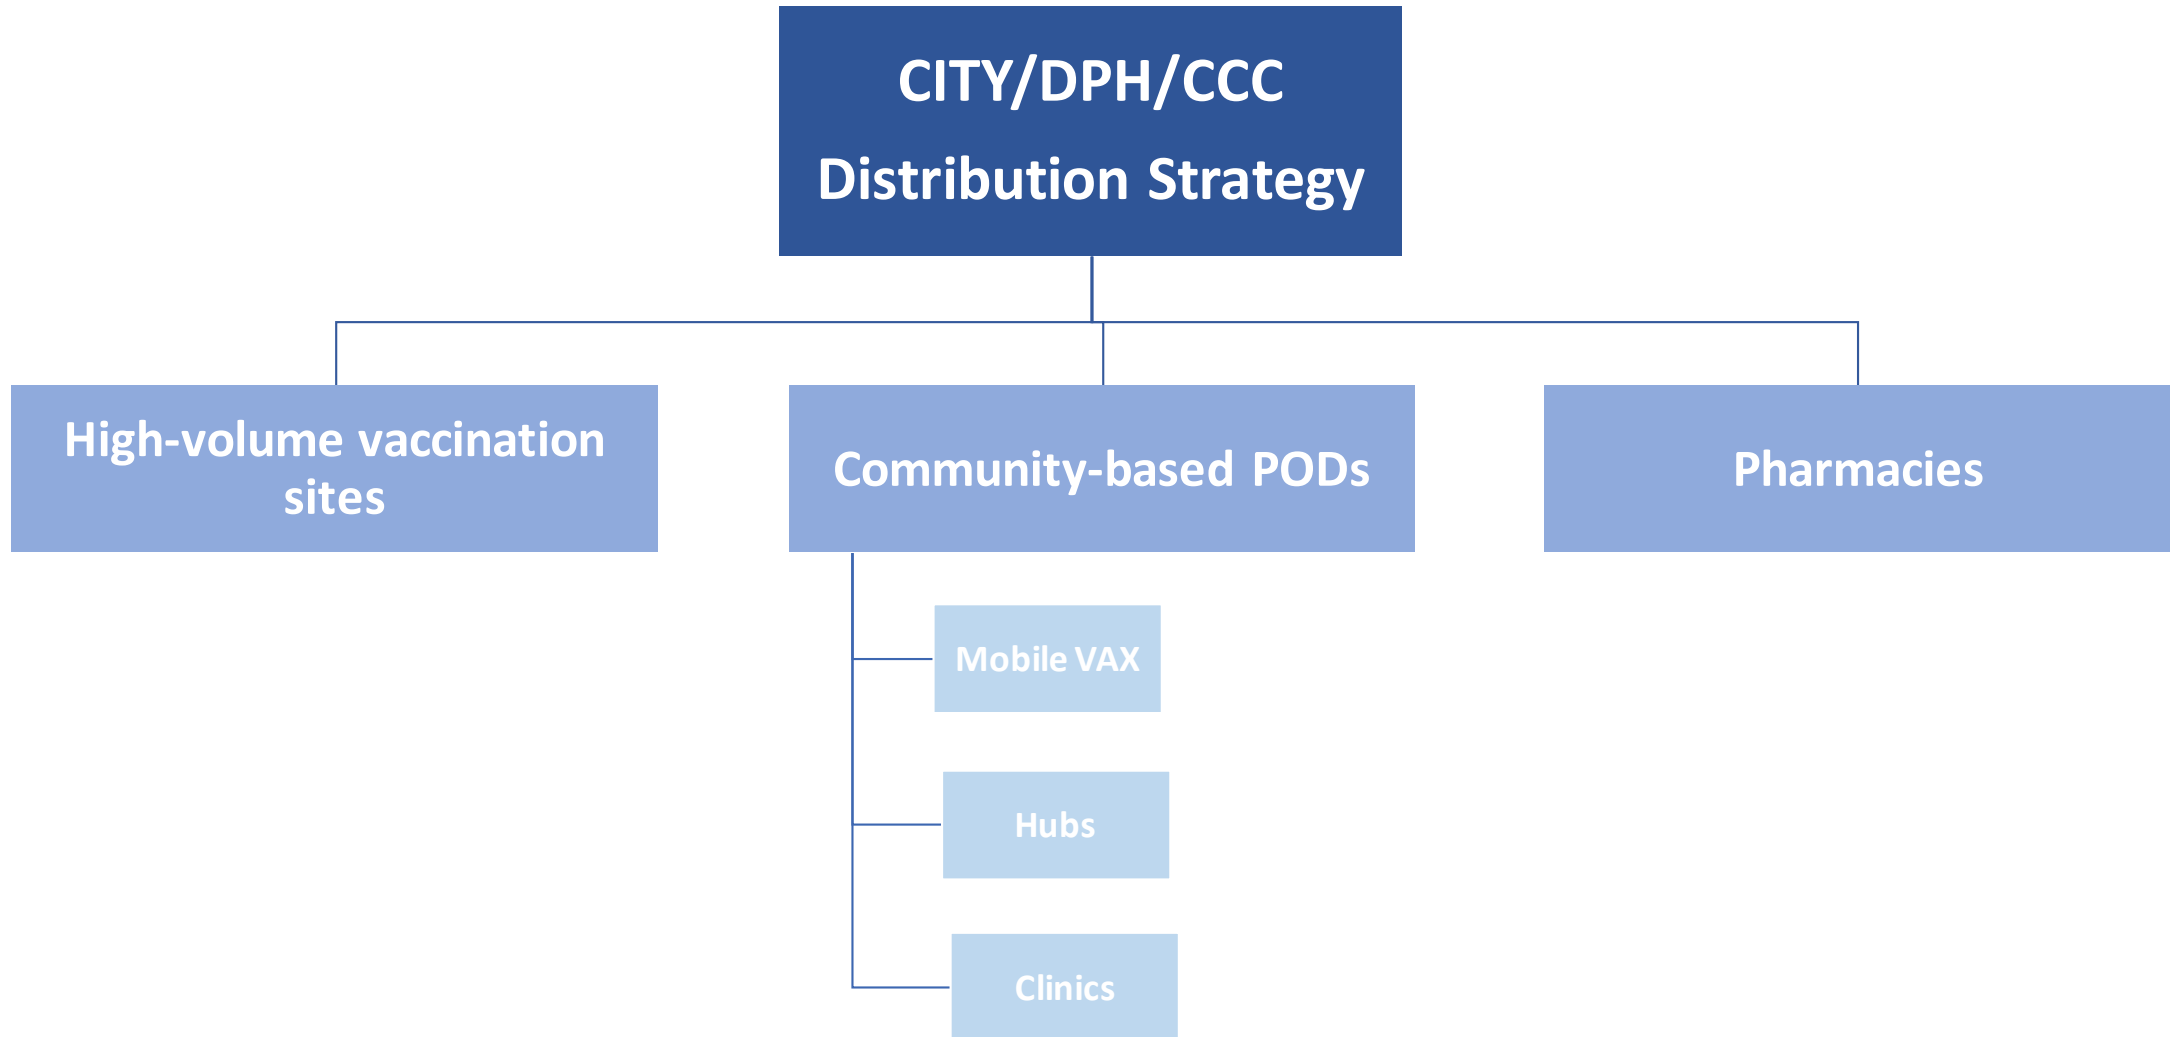 CITY/DPH/CCC
Distribution Strategy
High-volume vaccination
sites
Community-based PODs
Pharmacies
Mobile VAX
Hubs
Clinics